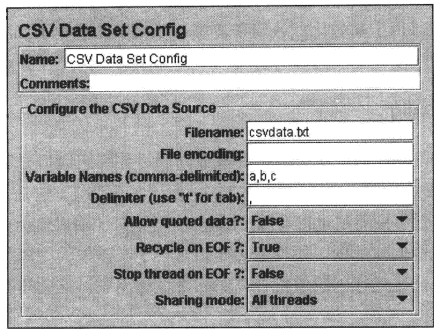 CSV Data Set Config
Name: CSV Data Set Config
Comments:
Configure the CSV Data Source
Filename: csvdata.txt
File encoding:
Variable Names (comma-delimited): a,b,c
Delimiter (use '\t' for tab): ,
Allow quoted data?: False
Recycle on EOF ?: True
Stop thread on EOF ?: False
Sharing mode: All threads